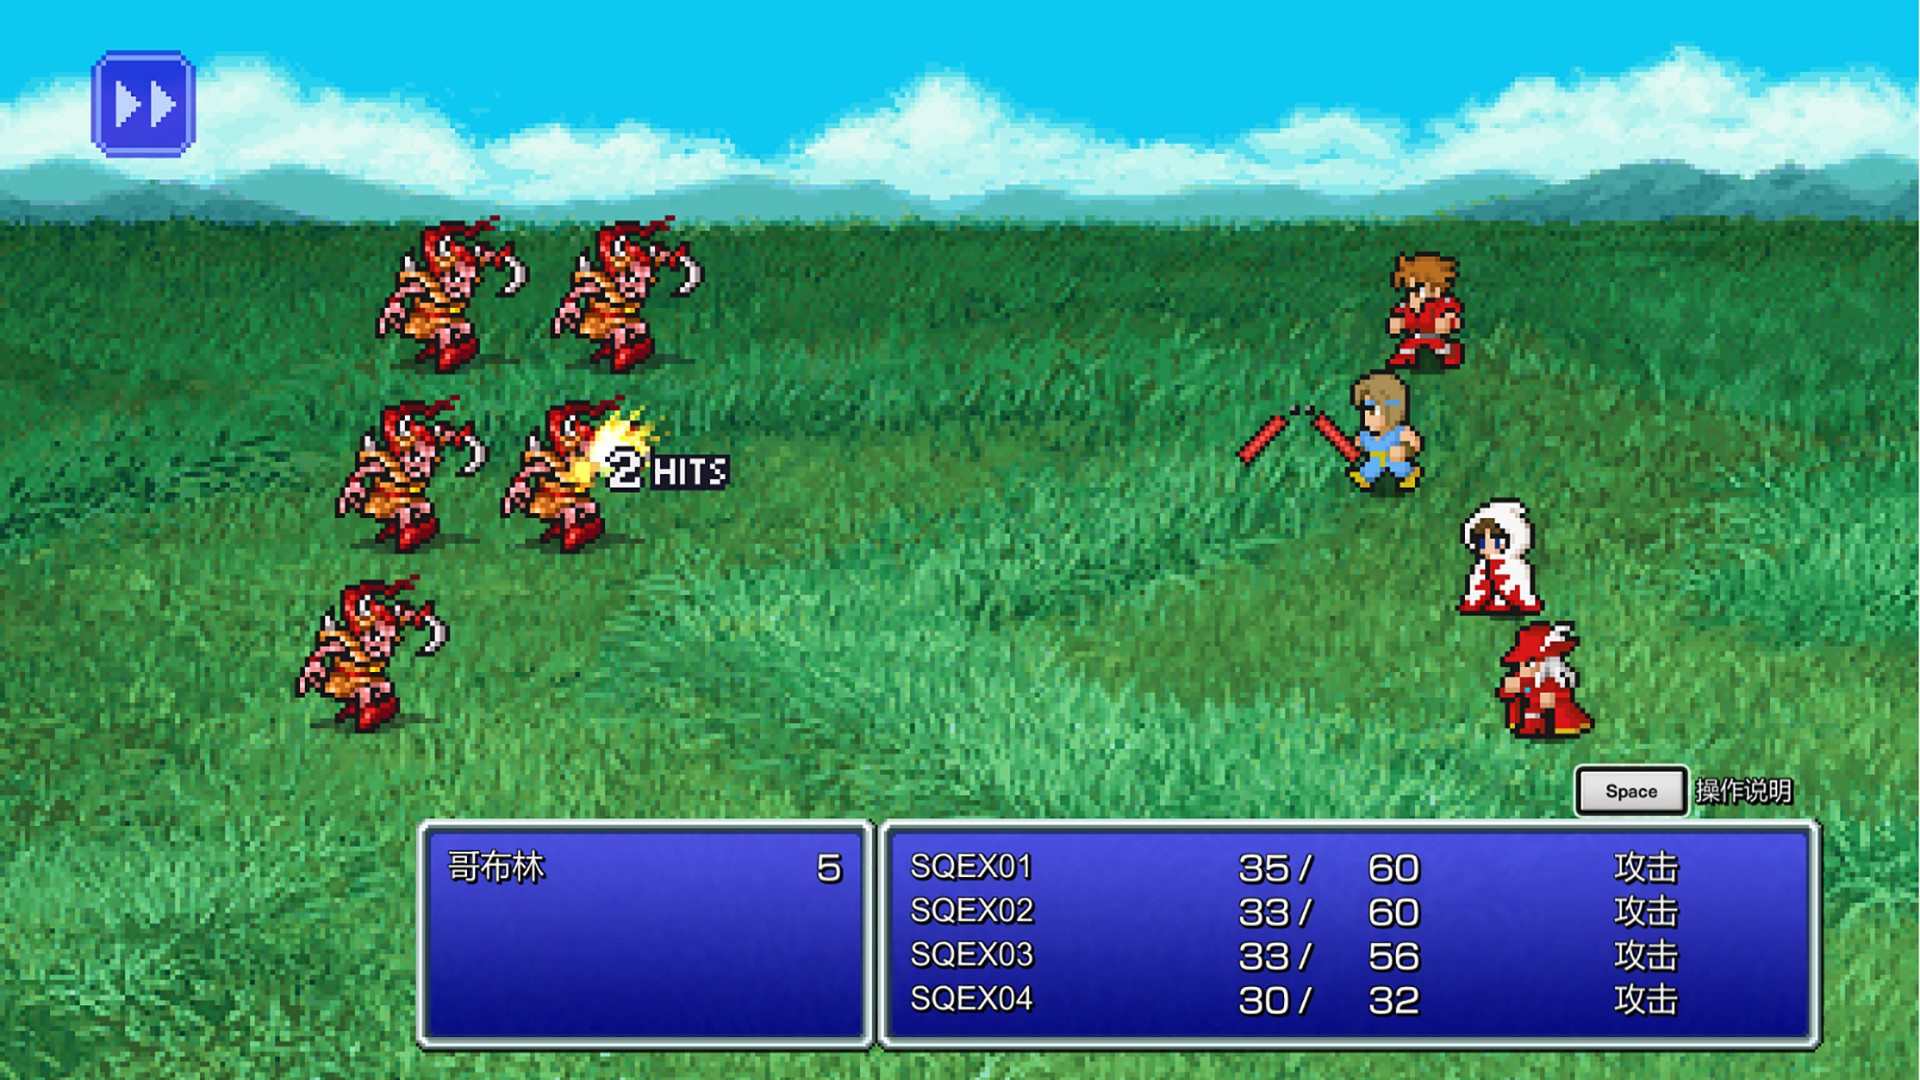 2 HITS
Space 操作说明
哥布林 5
SQEX01 35/ 60 攻击
SQEX02 33/ 60 攻击
SQEX03 33/ 56 攻击
SQEX04 30/ 32 攻击